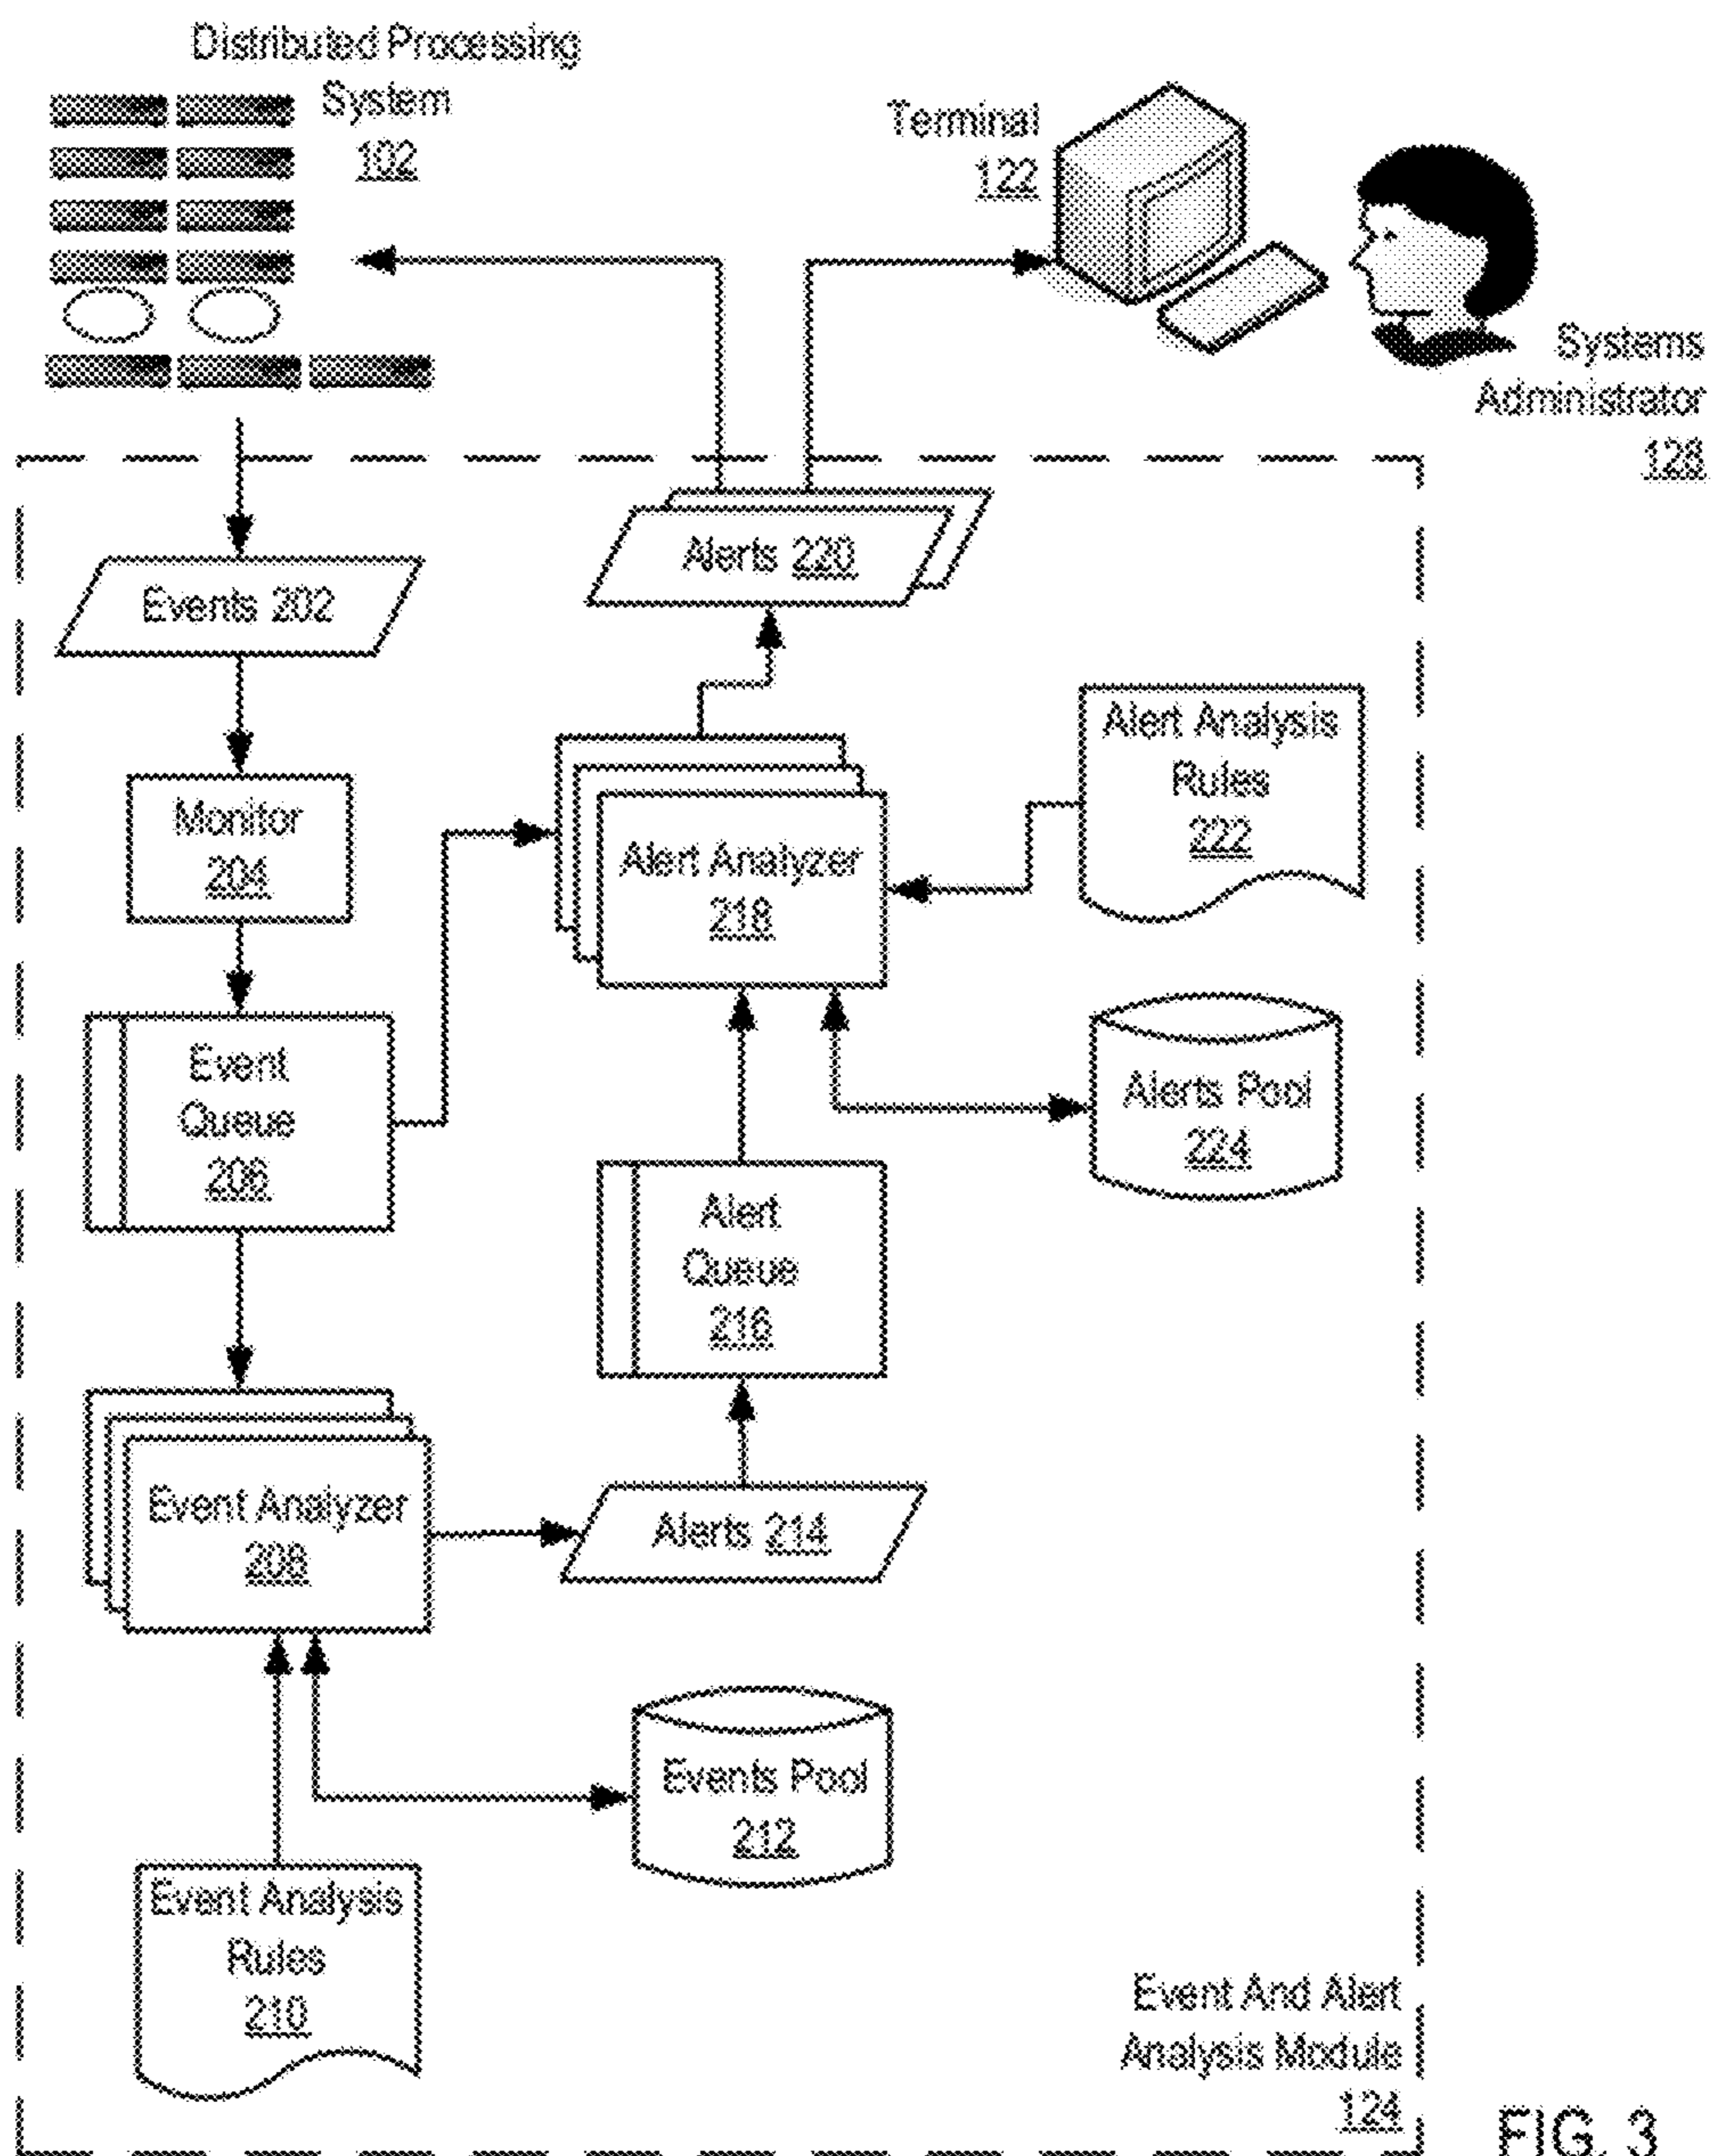 Distributed Processing
System
102
Terminal
122
Systems
Administrator
128
Alerts 220
Events 202
Alert Analysis
Rules
222
Monitor
204
Alert Analyzer
218
Event
Queue
206
Alerts Pool
224
Alert
Queue
216
Event Analyzer
208
Alerts 214
Events Pool
212
Event Analysis
Rules
210
Event And Alert
Analysis Module
124
FIG. 3